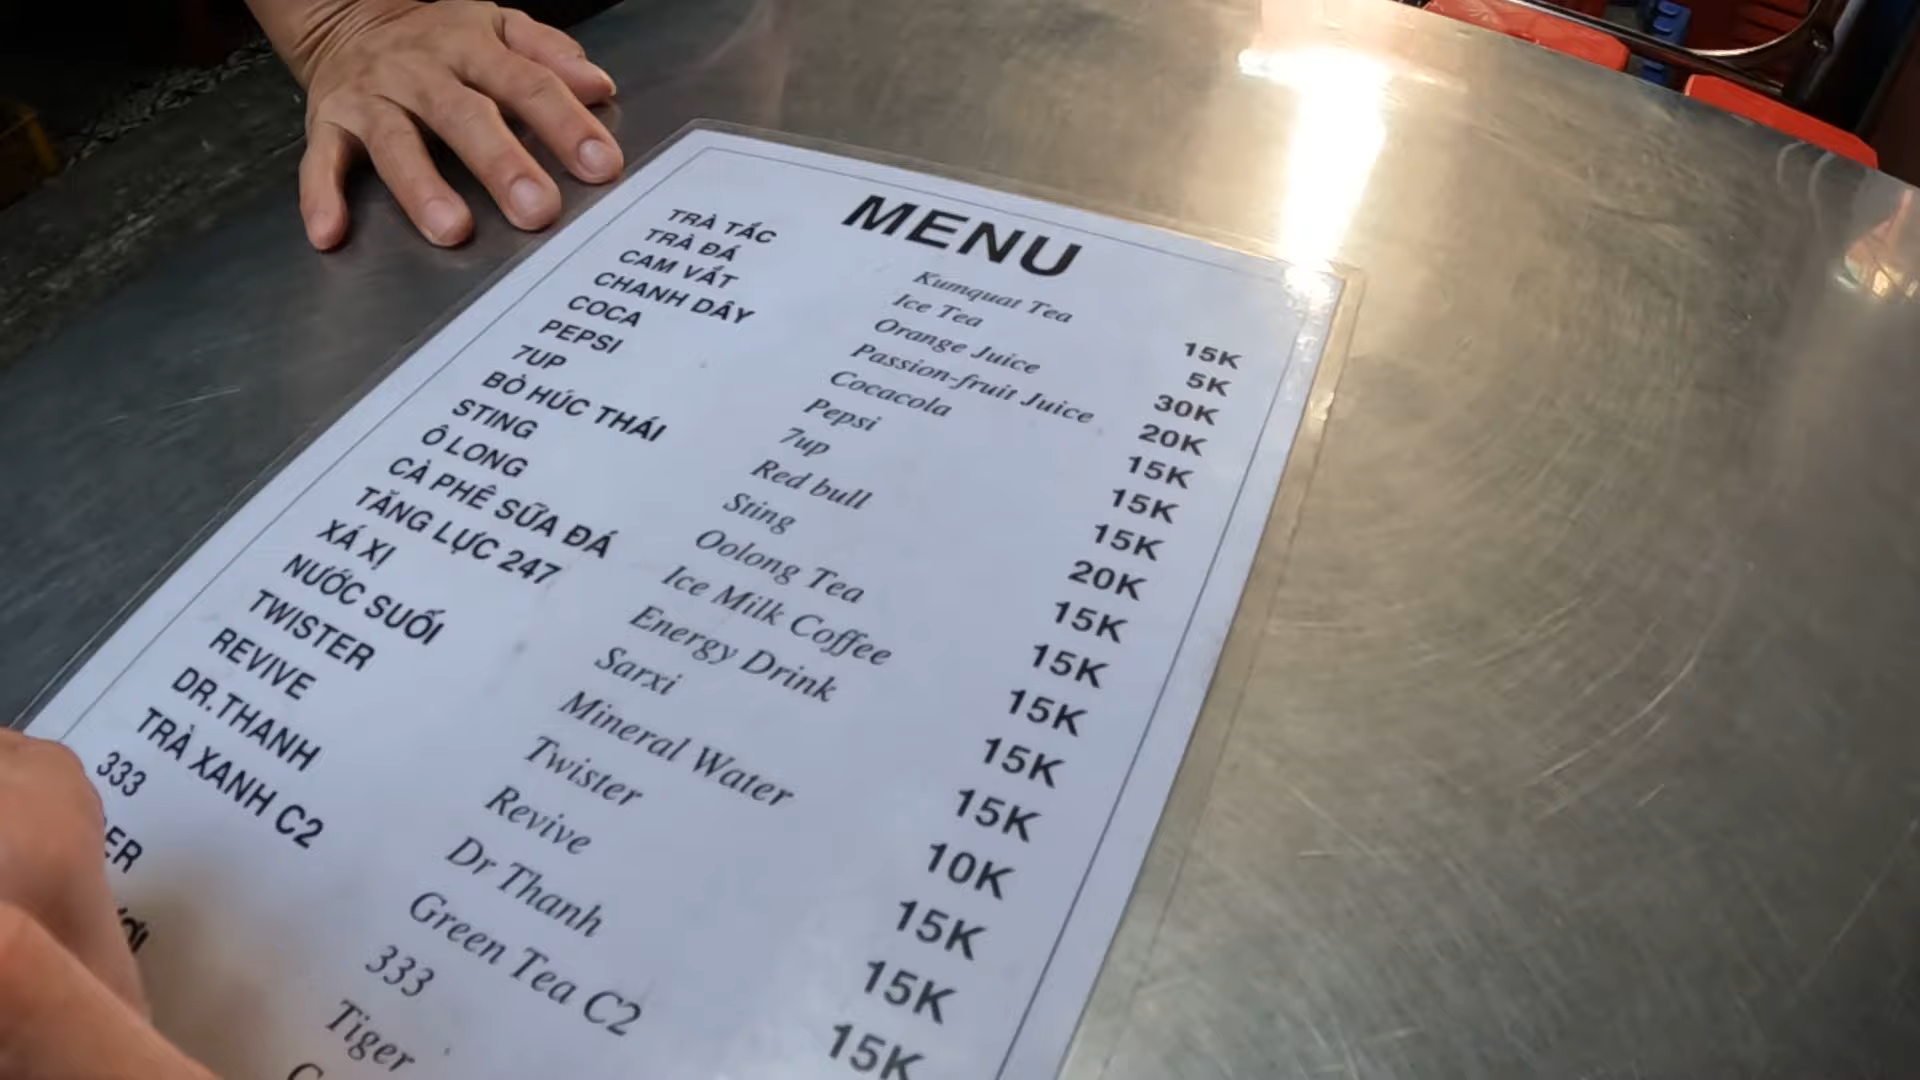 MENU
TRÀ TẮC Kumquat Tea 15K
TRÀ ĐÁ Ice Tea 5K
CAM VẮT Orange Juice 30K
CHANH DÂY Passion-fruit Juice 20K
COCA Cocacola 15K
PEPSI Pepsi 15K
7UP 7up 15K
BÒ HÚC THÁI Red bull 20K
STING Sting 15K
Ô LONG Oolong Tea 15K
CÀ PHÊ SỮA ĐÁ Ice Milk Coffee 15K
TĂNG LỰC 247 Energy Drink 15K
XÁ XỊ Sarxi 15K
NƯỚC SUỐI Mineral Water 10K
TWISTER Twister 15K
REVIVE Revive 15K
DR.THANH Dr Thanh 15K
TRÀ XANH C2 Green Tea C2
333 333
Tiger